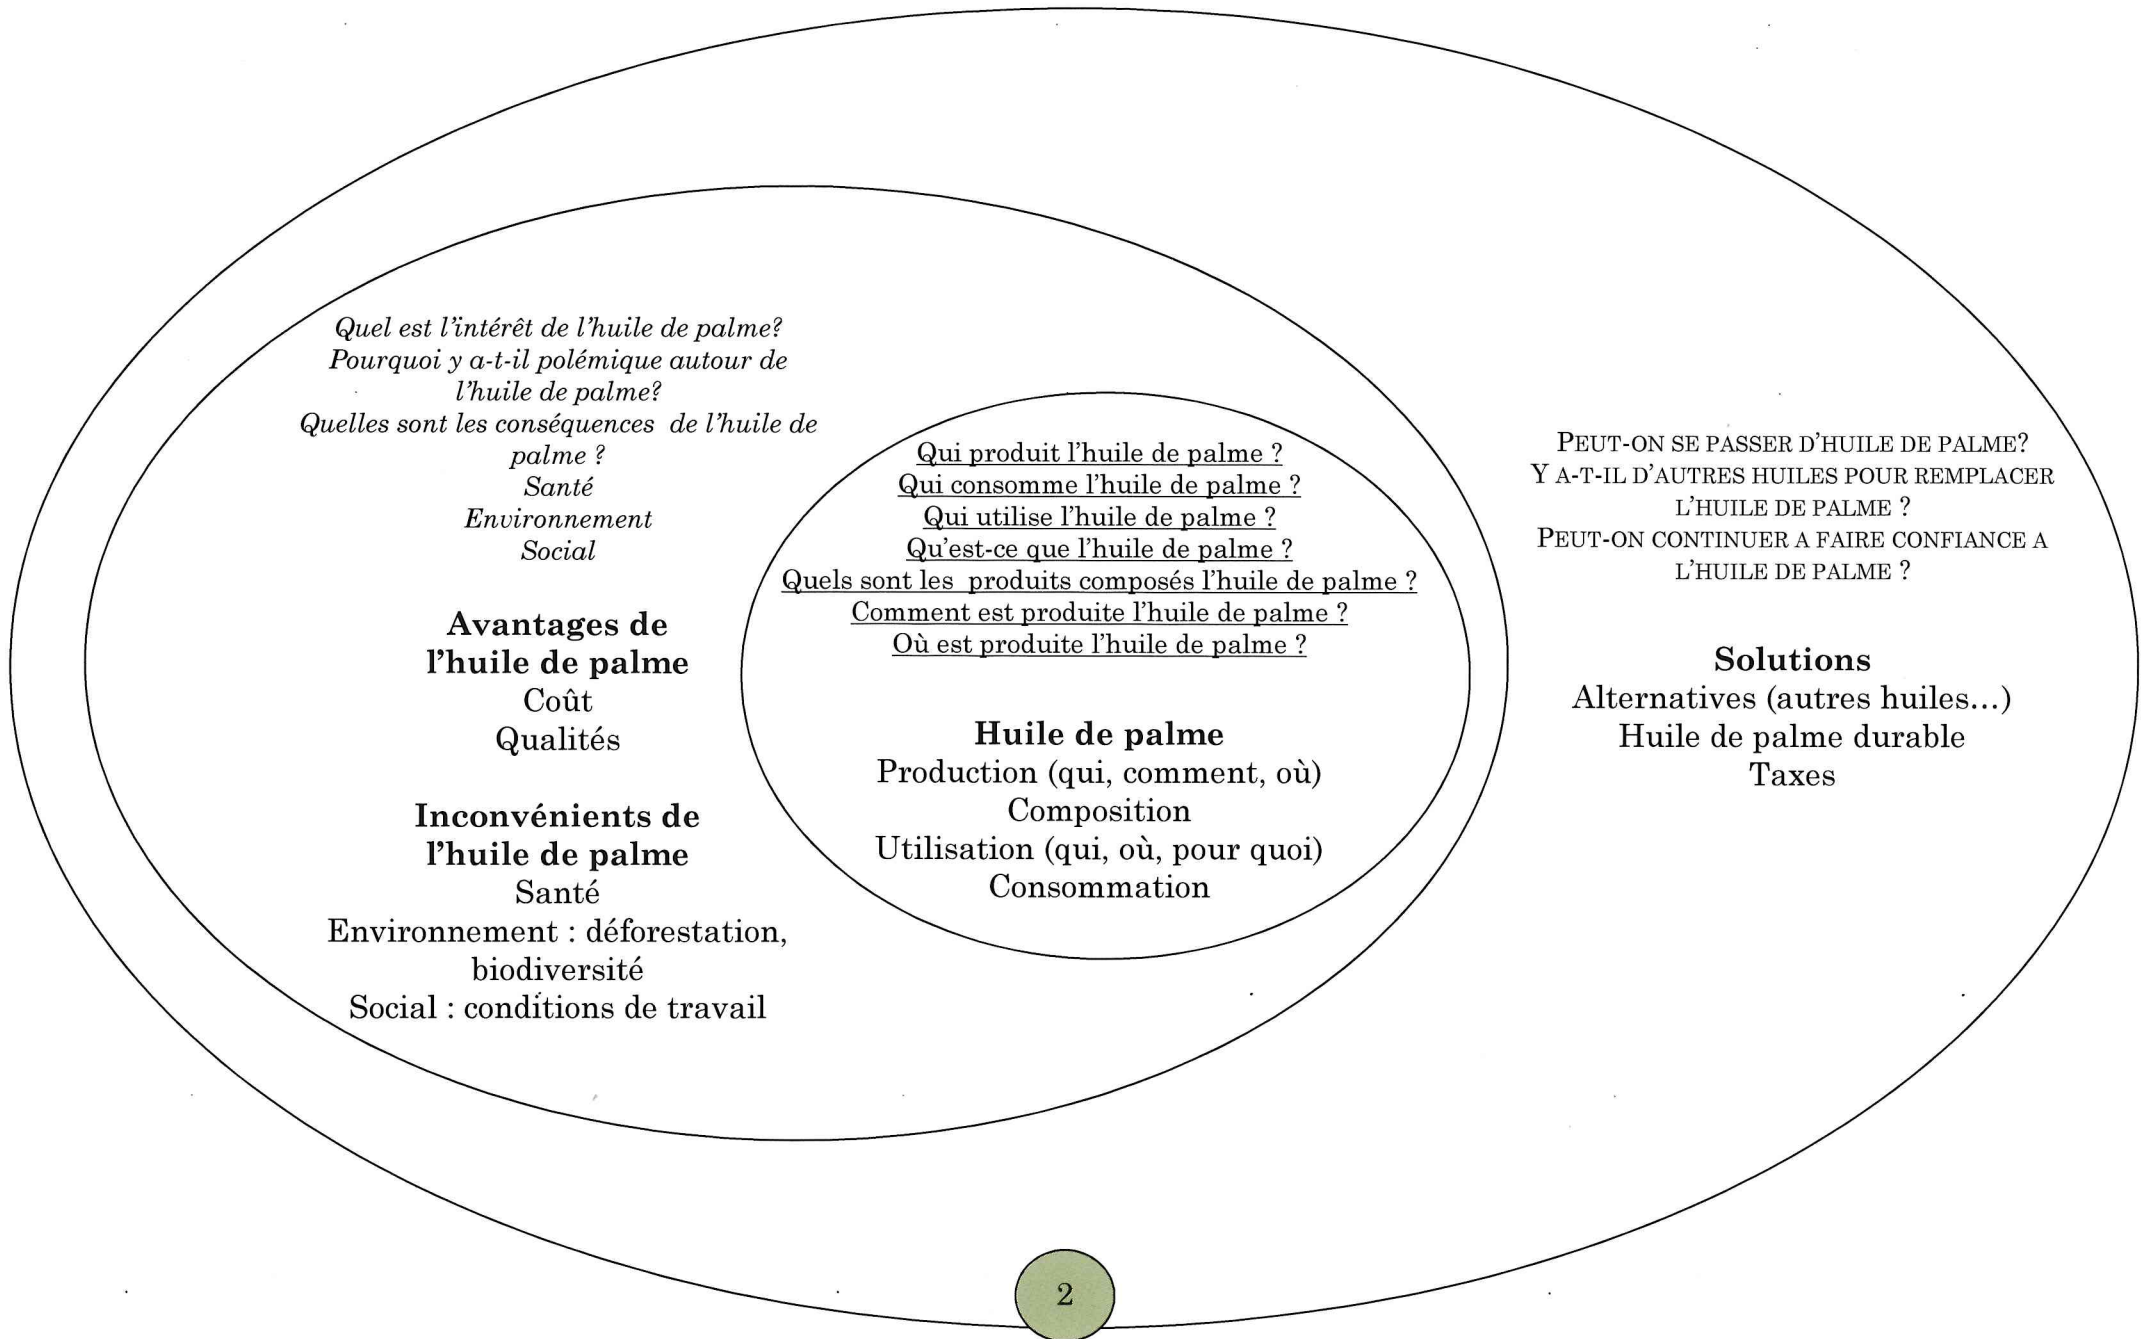 Quel est l'intérêt de l'huile de palme?
Pourquoi y a-t-il polémique autour de
l'huile de palme?
Quelles sont les conséquences  de l'huile de
palme ?
Santé
Environnement
Social
Avantages de
l'huile de palme
Coût
Qualités
Inconvénients de
l'huile de palme
Santé
Environnement : déforestation,
biodiversité
Social : conditions de travail
Qui produit l'huile de palme ?
Qui consomme l'huile de palme ?
Qui utilise l'huile de palme ?
Qu'est-ce que l'huile de palme ?
Quels sont les  produits composés l'huile de palme ?
Comment est produite l'huile de palme ?
Où est produite l'huile de palme ?
Huile de palme
Production (qui, comment, où)
Composition
Utilisation (qui, où, pour quoi)
Consommation
PEUT-ON SE PASSER D'HUILE DE PALME?
Y A-T-IL D'AUTRES HUILES POUR REMPLACER
L'HUILE DE PALME ?
PEUT-ON CONTINUER A FAIRE CONFIANCE A
L'HUILE DE PALME ?
Solutions
Alternatives (autres huiles…)
Huile de palme durable
Taxes
2